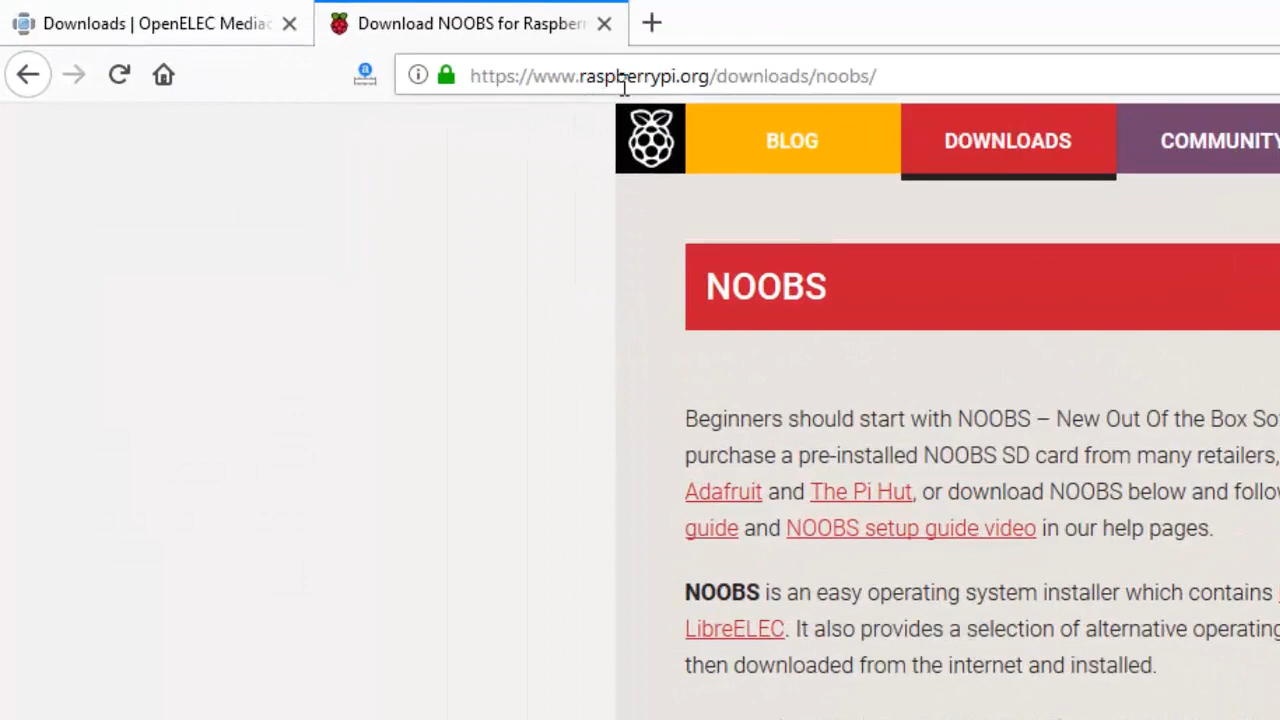 Downloads | OpenELEC Mediac
Download NOOBS for Raspberr
https://www.raspberrypi.org/downloads/noobs/
BLOG
DOWNLOADS
COMMUNITY
NOOBS
Beginners should start with NOOBS – New Out Of the Box So
purchase a pre-installed NOOBS SD card from many retailers,
Adafruit and The Pi Hut, or download NOOBS below and follo
guide and NOOBS setup guide video in our help pages.
NOOBS is an easy operating system installer which contains
LibreELEC. It also provides a selection of alternative operating
then downloaded from the internet and installed.